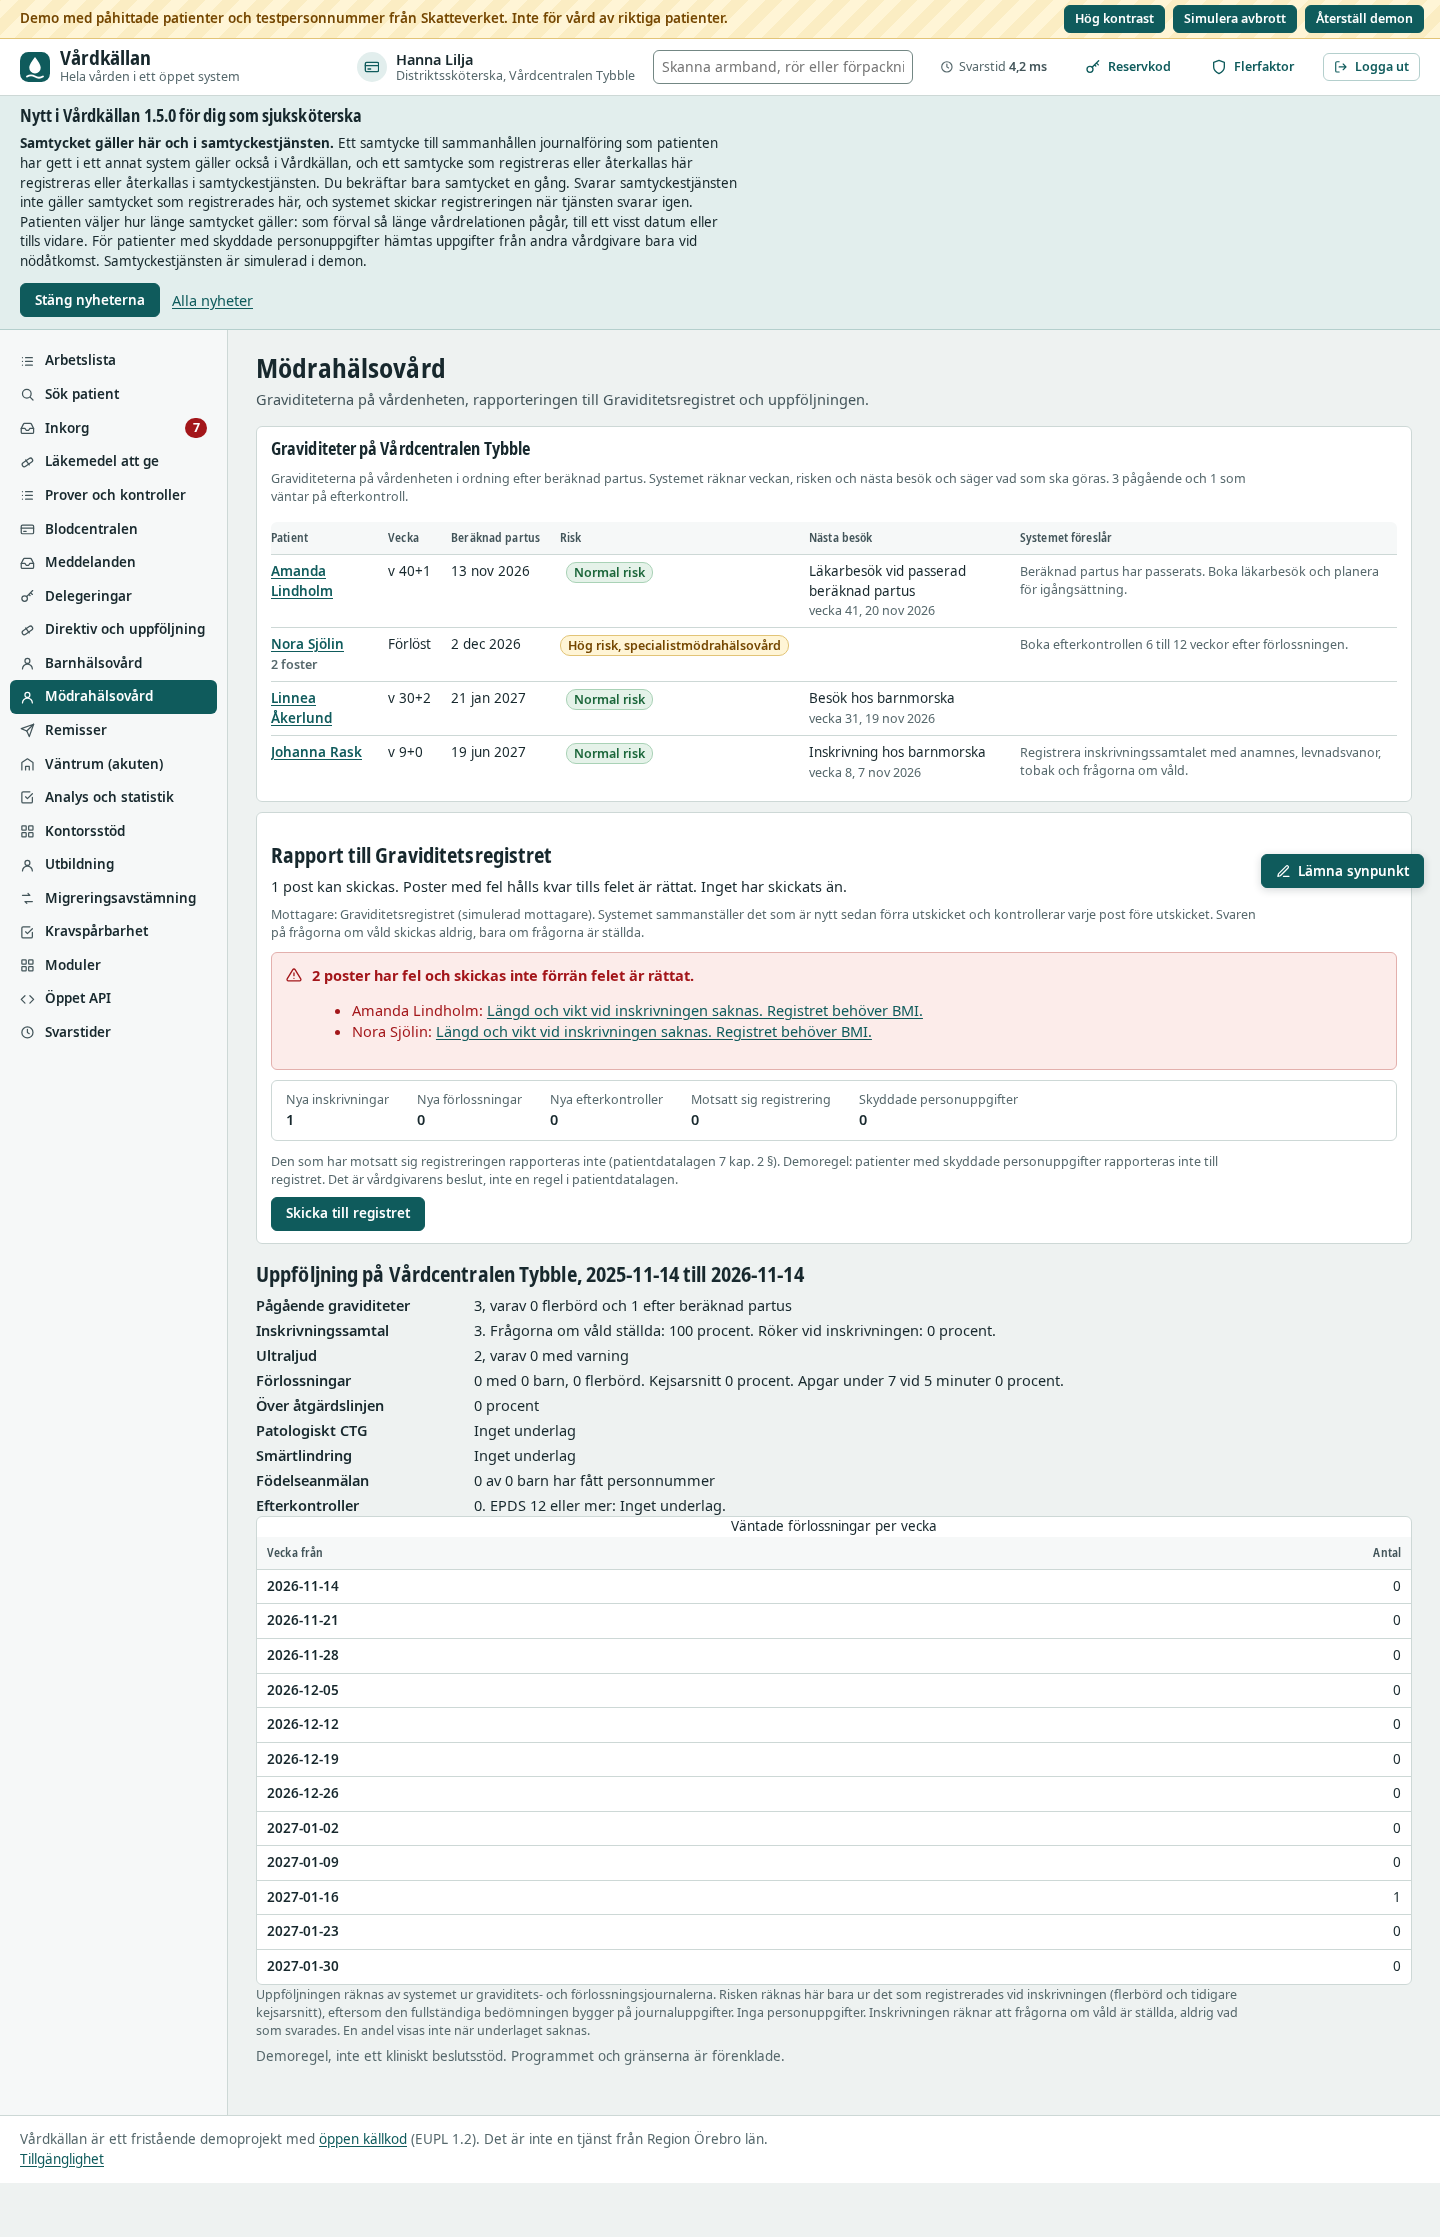 Demo med påhittade patienter och testpersonnummer från Skatteverket. Inte för vård av riktiga patienter.
Hög kontrast
Simulera avbrott
Återställ demon
Vårdkällan
Hela vården i ett öppet system
Hanna Lilja
Distriktssköterska, Vårdcentralen Tybble
Skanna armband, rör eller förpackni
Svarstid 4,2 ms
Reservkod
Flerfaktor
Logga ut
Nytt i Vårdkällan 1.5.0 för dig som sjuksköterska
Samtycket gäller här och i samtyckestjänsten. Ett samtycke till sammanhållen journalföring som patienten
har gett i ett annat system gäller också i Vårdkällan, och ett samtycke som registreras eller återkallas här
registreras eller återkallas i samtyckestjänsten. Du bekräftar bara samtycket en gång. Svarar samtyckestjänsten
inte gäller samtycket som registrerades här, och systemet skickar registreringen när tjänsten svarar igen.
Patienten väljer hur länge samtycket gäller: som förval så länge vårdrelationen pågår, till ett visst datum eller
tills vidare. För patienter med skyddade personuppgifter hämtas uppgifter från andra vårdgivare bara vid
nödåtkomst. Samtyckestjänsten är simulerad i demon.
Stäng nyheterna
Alla nyheter
Arbetslista
Sök patient
Inkorg 7
Läkemedel att ge
Prover och kontroller
Blodcentralen
Meddelanden
Delegeringar
Direktiv och uppföljning
Barnhälsovård
Mödrahälsovård
Remisser
Väntrum (akuten)
Analys och statistik
Kontorsstöd
Utbildning
Migreringsavstämning
Kravspårbarhet
Moduler
Öppet API
Svarstider
Mödrahälsovård
Graviditeterna på vårdenheten, rapporteringen till Graviditetsregistret och uppföljningen.
Graviditeter på Vårdcentralen Tybble
Graviditeterna på vårdenheten i ordning efter beräknad partus. Systemet räknar veckan, risken och nästa besök och säger vad som ska göras. 3 pågående och 1 som
väntar på efterkontroll.
Patient Vecka Beräknad partus Risk Nästa besök Systemet föreslår
Amanda Lindholm v 40+1 13 nov 2026 Normal risk Läkarbesök vid passerad beräknad partus vecka 41, 20 nov 2026 Beräknad partus har passerats. Boka läkarbesök och planera för igångsättning.
Nora Sjölin 2 foster Förlöst 2 dec 2026 Hög risk, specialistmödrahälsovård Boka efterkontrollen 6 till 12 veckor efter förlossningen.
Linnea Åkerlund v 30+2 21 jan 2027 Normal risk Besök hos barnmorska vecka 31, 19 nov 2026
Johanna Rask v 9+0 19 jun 2027 Normal risk Inskrivning hos barnmorska vecka 8, 7 nov 2026 Registrera inskrivningssamtalet med anamnes, levnadsvanor, tobak och frågorna om våld.
Rapport till Graviditetsregistret
Lämna synpunkt
1 post kan skickas. Poster med fel hålls kvar tills felet är rättat. Inget har skickats än.
Mottagare: Graviditetsregistret (simulerad mottagare). Systemet sammanställer det som är nytt sedan förra utskicket och kontrollerar varje post före utskicket. Svaren
på frågorna om våld skickas aldrig, bara om frågorna är ställda.
2 poster har fel och skickas inte förrän felet är rättat.
Amanda Lindholm: Längd och vikt vid inskrivningen saknas. Registret behöver BMI.
Nora Sjölin: Längd och vikt vid inskrivningen saknas. Registret behöver BMI.
Nya inskrivningar Nya förlossningar Nya efterkontroller Motsatt sig registrering Skyddade personuppgifter
1 0 0 0 0
Den som har motsatt sig registreringen rapporteras inte (patientdatalagen 7 kap. 2 §). Demoregel: patienter med skyddade personuppgifter rapporteras inte till
registret. Det är vårdgivarens beslut, inte en regel i patientdatalagen.
Skicka till registret
Uppföljning på Vårdcentralen Tybble, 2025-11-14 till 2026-11-14
Pågående graviditeter 3, varav 0 flerbörd och 1 efter beräknad partus
Inskrivningssamtal 3. Frågorna om våld ställda: 100 procent. Röker vid inskrivningen: 0 procent.
Ultraljud 2, varav 0 med varning
Förlossningar 0 med 0 barn, 0 flerbörd. Kejsarsnitt 0 procent. Apgar under 7 vid 5 minuter 0 procent.
Över åtgärdslinjen 0 procent
Patologiskt CTG Inget underlag
Smärtlindring Inget underlag
Födelseanmälan 0 av 0 barn har fått personnummer
Efterkontroller 0. EPDS 12 eller mer: Inget underlag.
Väntade förlossningar per vecka
Vecka från Antal
2026-11-14 0
2026-11-21 0
2026-11-28 0
2026-12-05 0
2026-12-12 0
2026-12-19 0
2026-12-26 0
2027-01-02 0
2027-01-09 0
2027-01-16 1
2027-01-23 0
2027-01-30 0
Uppföljningen räknas av systemet ur graviditets- och förlossningsjournalerna. Risken räknas här bara ur det som registrerades vid inskrivningen (flerbörd och tidigare
kejsarsnitt), eftersom den fullständiga bedömningen bygger på journaluppgifter. Inga personuppgifter. Inskrivningen räknar att frågorna om våld är ställda, aldrig vad
som svarades. En andel visas inte när underlaget saknas.
Demoregel, inte ett kliniskt beslutsstöd. Programmet och gränserna är förenklade.
Vårdkällan är ett fristående demoprojekt med öppen källkod (EUPL 1.2). Det är inte en tjänst från Region Örebro län.
Tillgänglighet